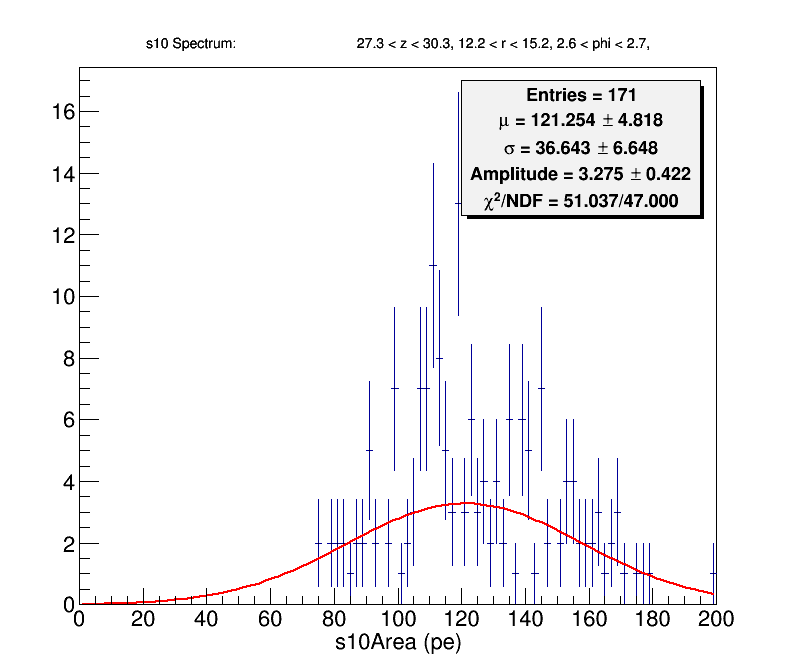 s10 Spectrum: 27.3 < z < 30.3, 12.2 < r < 15.2, 2.6 < phi < 2.7,
Entries = 171
μ = 121.254 ± 4.818
σ = 36.643 ± 6.648
Amplitude = 3.275 ± 0.422
χ²/NDF = 51.037/47.000
16
14
12
10
8
6
4
2
0
0 20 40 60 80 100 120 140 160 180 200
s10Area (pe)